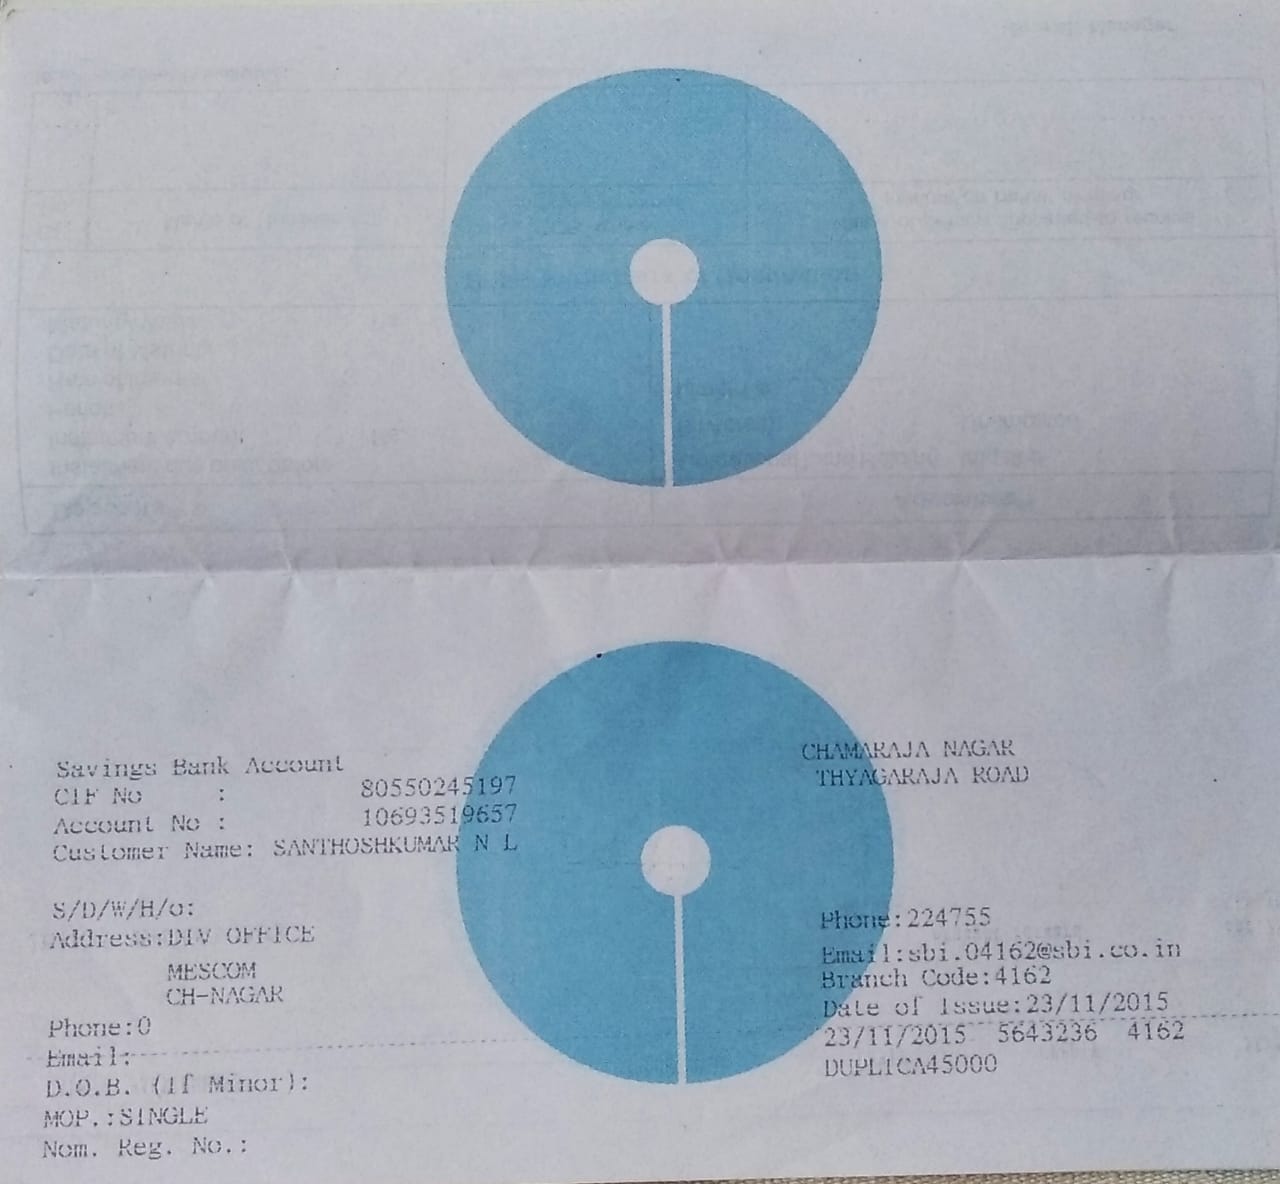 Savings Bank Account
CIF No : 80550245197
Account No : 10693519657
Customer Name: SANTHOSHKUMAR N L
S/D/W/H/o:
Address:DIV OFFICE
MESCOM
CH-NAGAR
Phone:0
Email:
D.O.B. (If Minor):
MOP.:SINGLE
Nom. Reg. No.:
CHAMARAJA NAGAR
THYAGARAJA ROAD
Phone:224755
Email:sbi.04162@sbi.co.in
Branch Code:4162
Date of Issue:23/11/2015
23/11/2015 5643236 4162
DUPLICA45000